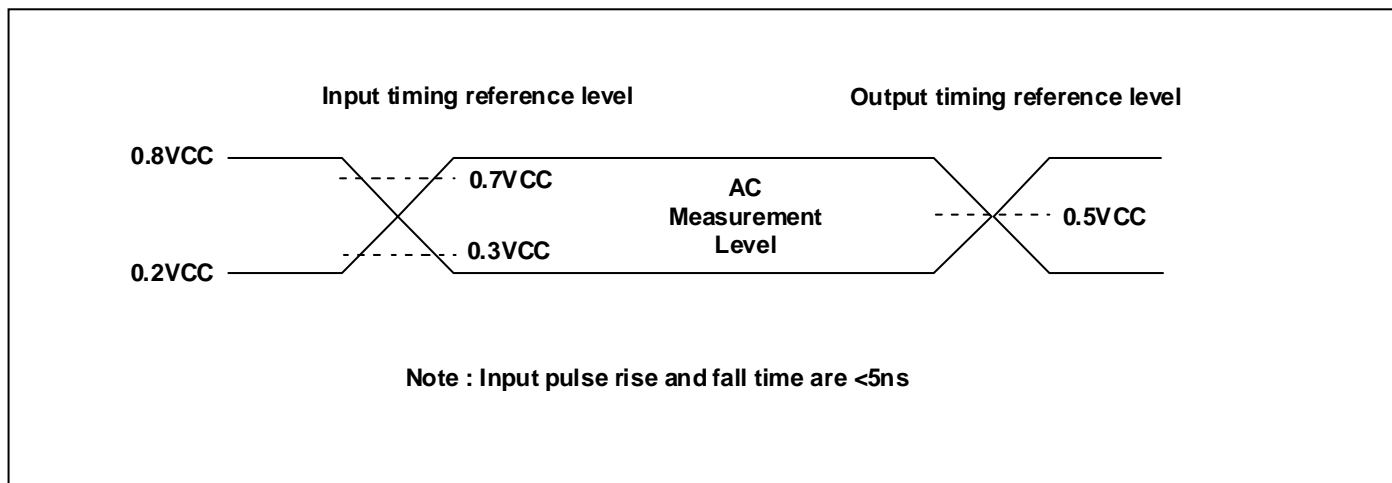 Input timing reference level
Output timing reference level
0.8VCC
0.7VCC
AC
Measurement
Level
0.5VCC
0.3VCC
0.2VCC
Note : Input pulse rise and fall time are <5ns